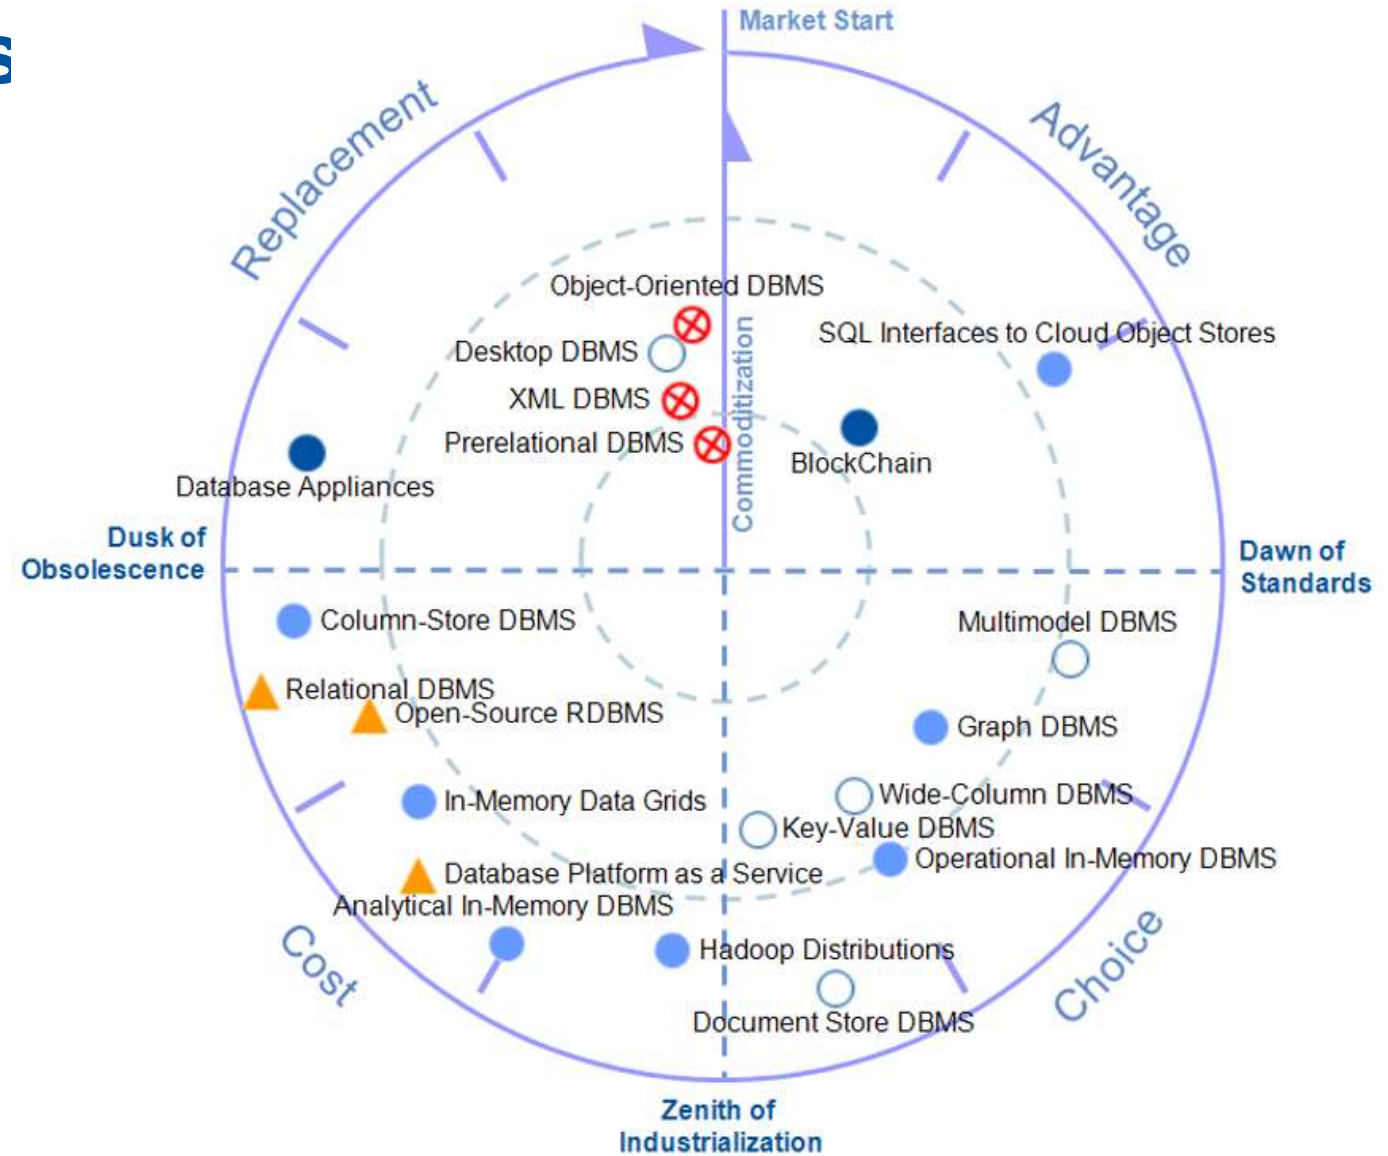 s
Market Start
Replacement
Advantage
Object-Oriented DBMS
SQL Interfaces to Cloud Object Stores
Desktop DBMS
XML DBMS
Prerelational DBMS
Commoditization
BlockChain
Database Appliances
Dusk of
Obsolescence
Dawn of
Standards
Column-Store DBMS
Multimodel DBMS
Relational DBMS
Open-Source RDBMS
Graph DBMS
In-Memory Data Grids
Wide-Column DBMS
Key-Value DBMS
Operational In-Memory DBMS
Database Platform as a Service
Analytical In-Memory DBMS
Cost
Hadoop Distributions
Choice
Document Store DBMS
Zenith of
Industrialization